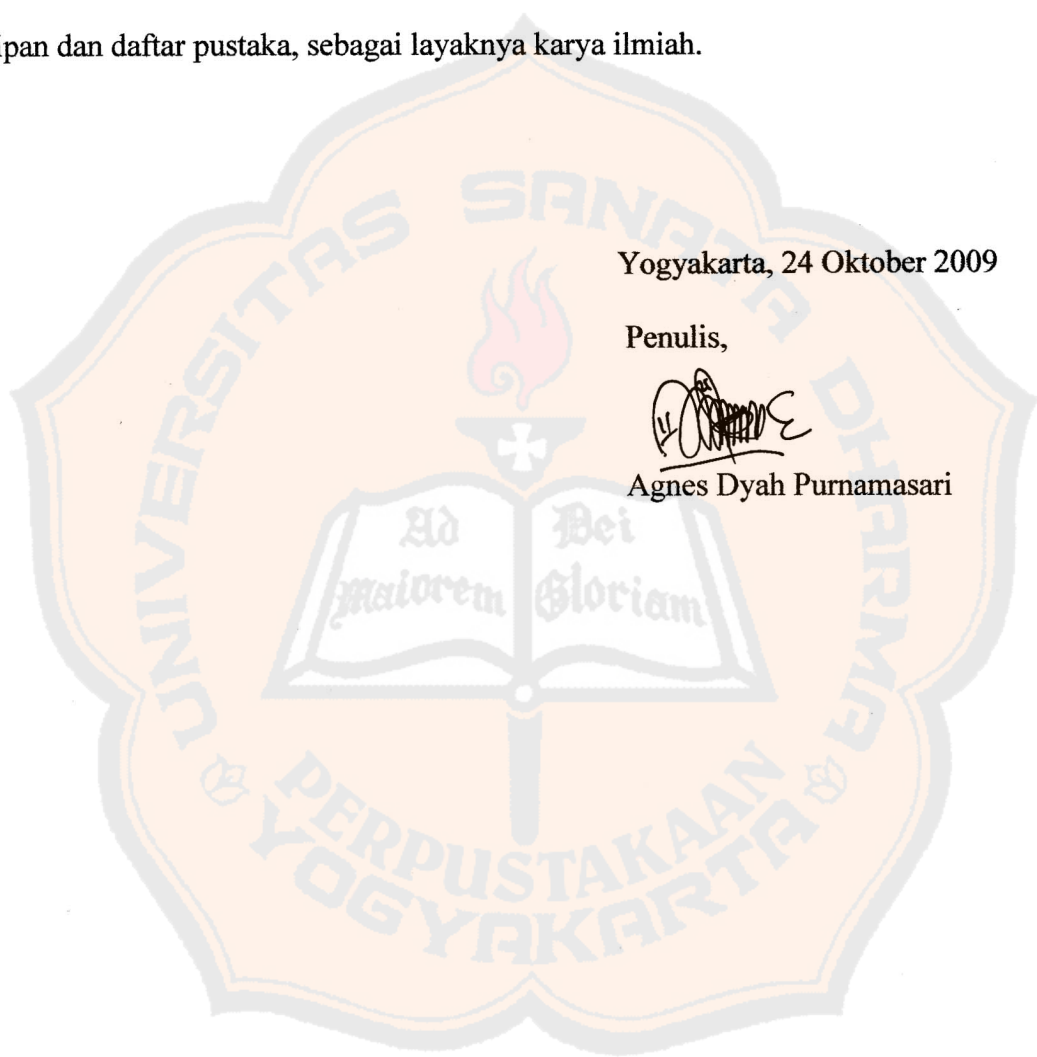 ipan dan daftar pustaka, sebagai layaknya karya ilmiah.
Yogyakarta, 24 Oktober 2009
Penulis,
Agnes Dyah Purnamasari
UNIVERSITAS SANATA DHARMA
Ad Dei
maiorem Gloriam
PERPUSTAKAAN
YOGYAKARTA